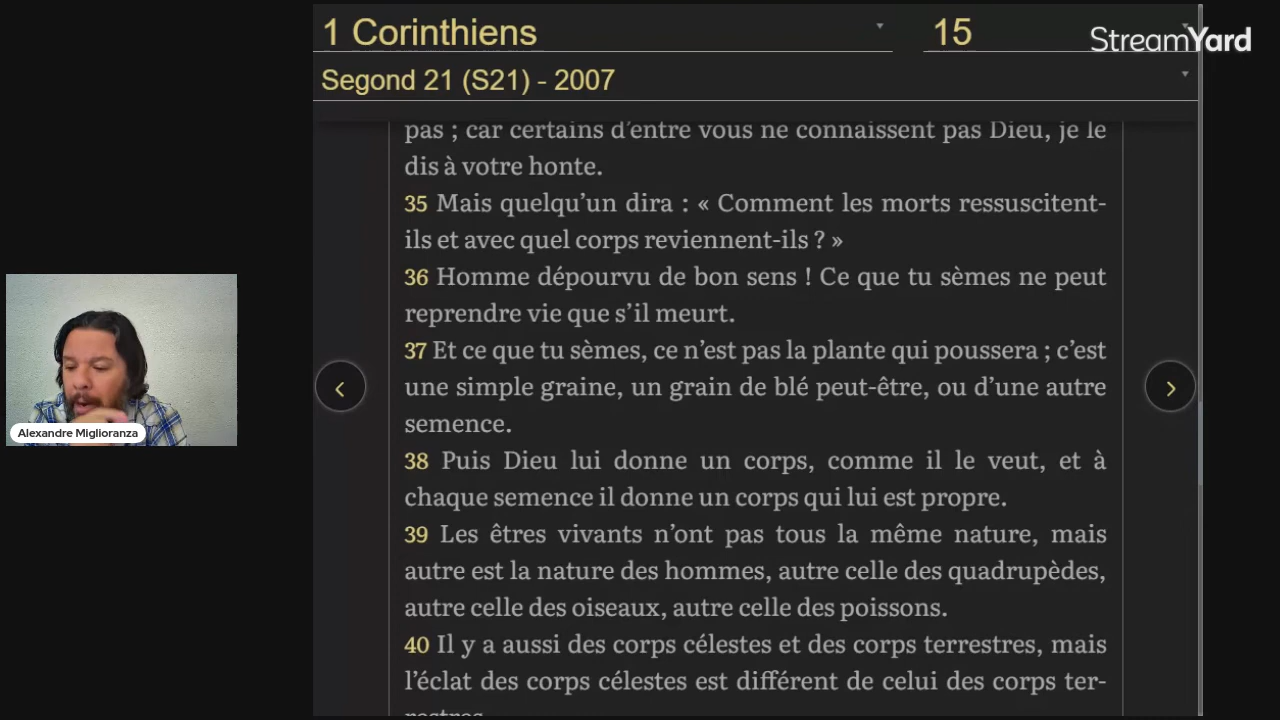 1 Corinthiens
15
StreamYard
Segond 21 (S21) - 2007
pas ; car certains d’entre vous ne connaissent pas Dieu, je le
dis à votre honte.
35 Mais quelqu’un dira : « Comment les morts ressuscitent-
ils et avec quel corps reviennent-ils ? »
36 Homme dépourvu de bon sens ! Ce que tu sèmes ne peut
reprendre vie que s’il meurt.
37 Et ce que tu sèmes, ce n’est pas la plante qui poussera ; c’est
une simple graine, un grain de blé peut-être, ou d’une autre
semence.
38 Puis Dieu lui donne un corps, comme il le veut, et à
chaque semence il donne un corps qui lui est propre.
39 Les êtres vivants n’ont pas tous la même nature, mais
autre est la nature des hommes, autre celle des quadrupèdes,
autre celle des oiseaux, autre celle des poissons.
40 Il y a aussi des corps célestes et des corps terrestres, mais
l’éclat des corps célestes est différent de celui des corps ter-
restres.
Alexandre Miglioranza